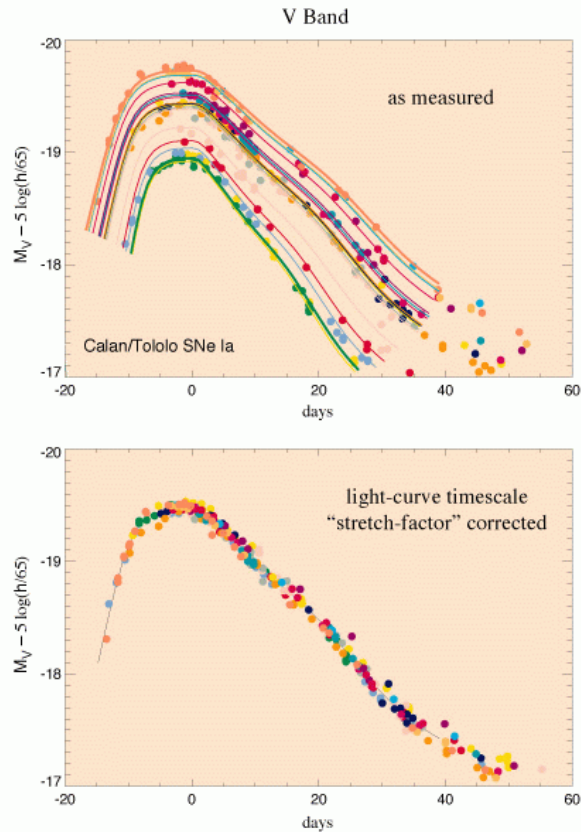 V Band
-20
-19
-18
-17
M_V – 5 log(h/65)
as measured
Calan/Tololo SNe Ia
-20 0 20 40 60
days
-20
-19
-18
-17
M_V – 5 log(h/65)
light-curve timescale
“stretch-factor” corrected
-20 0 20 40 60
days